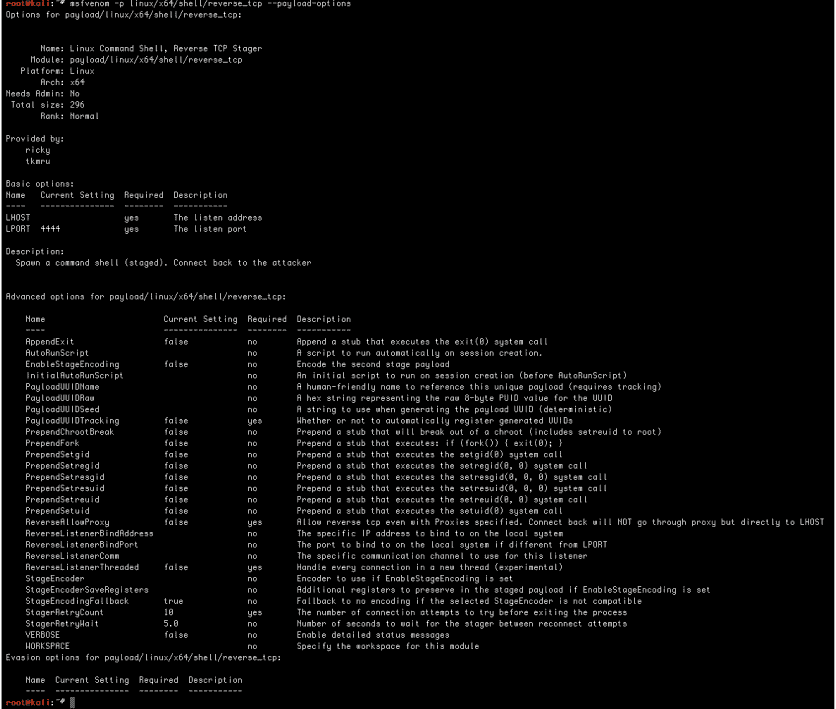 root@kali:~# msfvenom -p linux/x64/shell/reverse_tcp --payload-options
Options for payload/linux/x64/shell/reverse_tcp:
Name: Linux Command Shell, Reverse TCP Stager
Module: payload/linux/x64/shell/reverse_tcp
Platform: Linux
Arch: x64
Needs Admin: No
Total size: 296
Rank: Normal
Provided by:
ricky
tkmru
Basic options:
Name Current Setting Required Description
---- --------------- -------- -----------
LHOST yes The listen address
LPORT 4444 yes The listen port
Description:
Spawn a command shell (staged). Connect back to the attacker
Advanced options for payload/linux/x64/shell/reverse_tcp:
Name Current Setting Required Description
---- --------------- -------- -----------
AppendExit false no Append a stub that executes the exit(0) system call
AutoRunScript no A script to run automatically on session creation.
EnableStageEncoding false no Encode the second stage payload
InitialAutoRunScript no An initial script to run on session creation (before AutoRunScript)
PayloadUUIDName no A human-friendly name to reference this unique payload (requires tracking)
PayloadUUIDRaw no A hex string representing the raw 8-byte PUID value for the UUID
PayloadUUIDSeed no A string to use when generating the payload UUID (deterministic)
PayloadUUIDTracking false yes Whether or not to automatically register generated UUIDs
PrependChrootBreak false no Prepend a stub that will break out of a chroot (includes setreuid to root)
PrependFork false no Prepend a stub that executes: if (fork()) { exit(0); }
PrependSetgid false no Prepend a stub that executes the setgid(0) system call
PrependSetregid false no Prepend a stub that executes the setregid(0, 0) system call
PrependSetresgid false no Prepend a stub that executes the setresgid(0, 0, 0) system call
PrependSetresuid false no Prepend a stub that executes the setresuid(0, 0, 0) system call
PrependSetreuid false no Prepend a stub that executes the setreuid(0, 0) system call
PrependSetuid false no Prepend a stub that executes the setuid(0) system call
ReverseAllowProxy false yes Allow reverse tcp even with Proxies specified. Connect back will NOT go through proxy but directly to LHOST
ReverseListenerBindAddress no The specific IP address to bind to on the local system
ReverseListenerBindPort no The port to bind to on the local system if different from LPORT
ReverseListenerComm no The specific communication channel to use for this listener
ReverseListenerThreaded false yes Handle every connection in a new thread (experimental)
StageEncoder no Encoder to use if EnableStageEncoding is set
StageEncoderSaveRegisters no Additional registers to preserve in the staged payload if EnableStageEncoding is set
StageEncodingFallback true no Fallback to no encoding if the selected StageEncoder is not compatible
StagerRetryCount 10 yes The number of connection attempts to try before exiting the process
StagerRetryWait 5.0 no Number of seconds to wait for the stager between reconnect attempts
VERBOSE false no Enable detailed status messages
WORKSPACE no Specify the workspace for this module
Evasion options for payload/linux/x64/shell/reverse_tcp:
Name Current Setting Required Description
---- --------------- -------- -----------
root@kali:~#